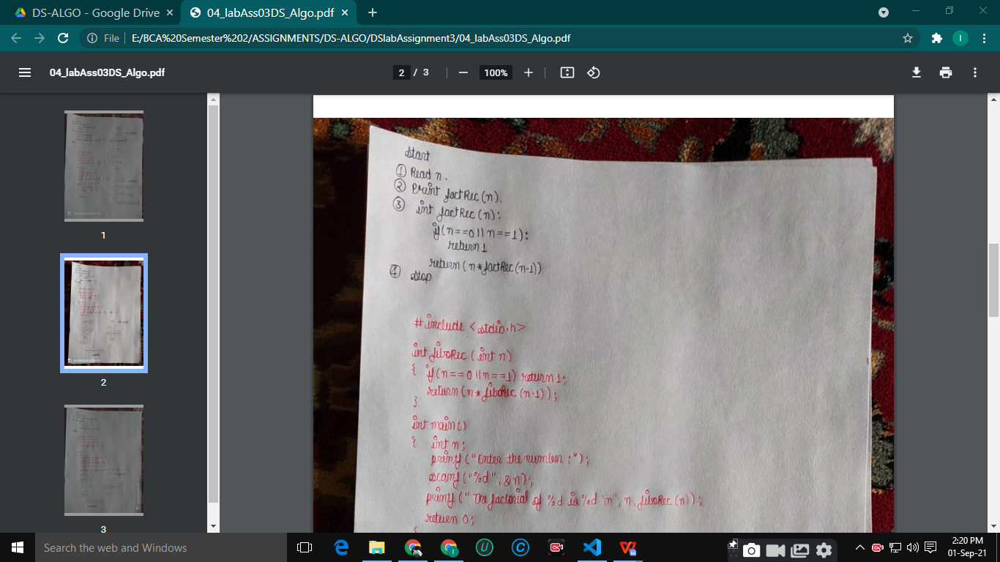 DS-ALGO - Google Drive
04_labAss03DS_Algo.pdf
File
E:/BCA%20Semester%202/ASSIGNMENTS/DS-ALGO/DSlabAssignment3/04_labAss03DS_Algo.pdf
04_labAss03DS_Algo.pdf
2 / 3
100%
1
2
3
Start
① Read n.
② Print factRec(n).
③ int factRec(n):
if(n==0 || n==1):
return 1
return (n*factRec(n-1))
④ Stop
#include <stdio.h>
int fiboRec (int n)
{ if(n==0 || n==1) return 1;
return (n*fiboRec (n-1));
}
int main()
{ int n;
printf ("Enter the number :");
scanf ("%d", &n);
printf (" The factorial of %d is %d \n", n, fiboRec (n));
return 0;
Search the web and Windows
2:20 PM
01-Sep-21